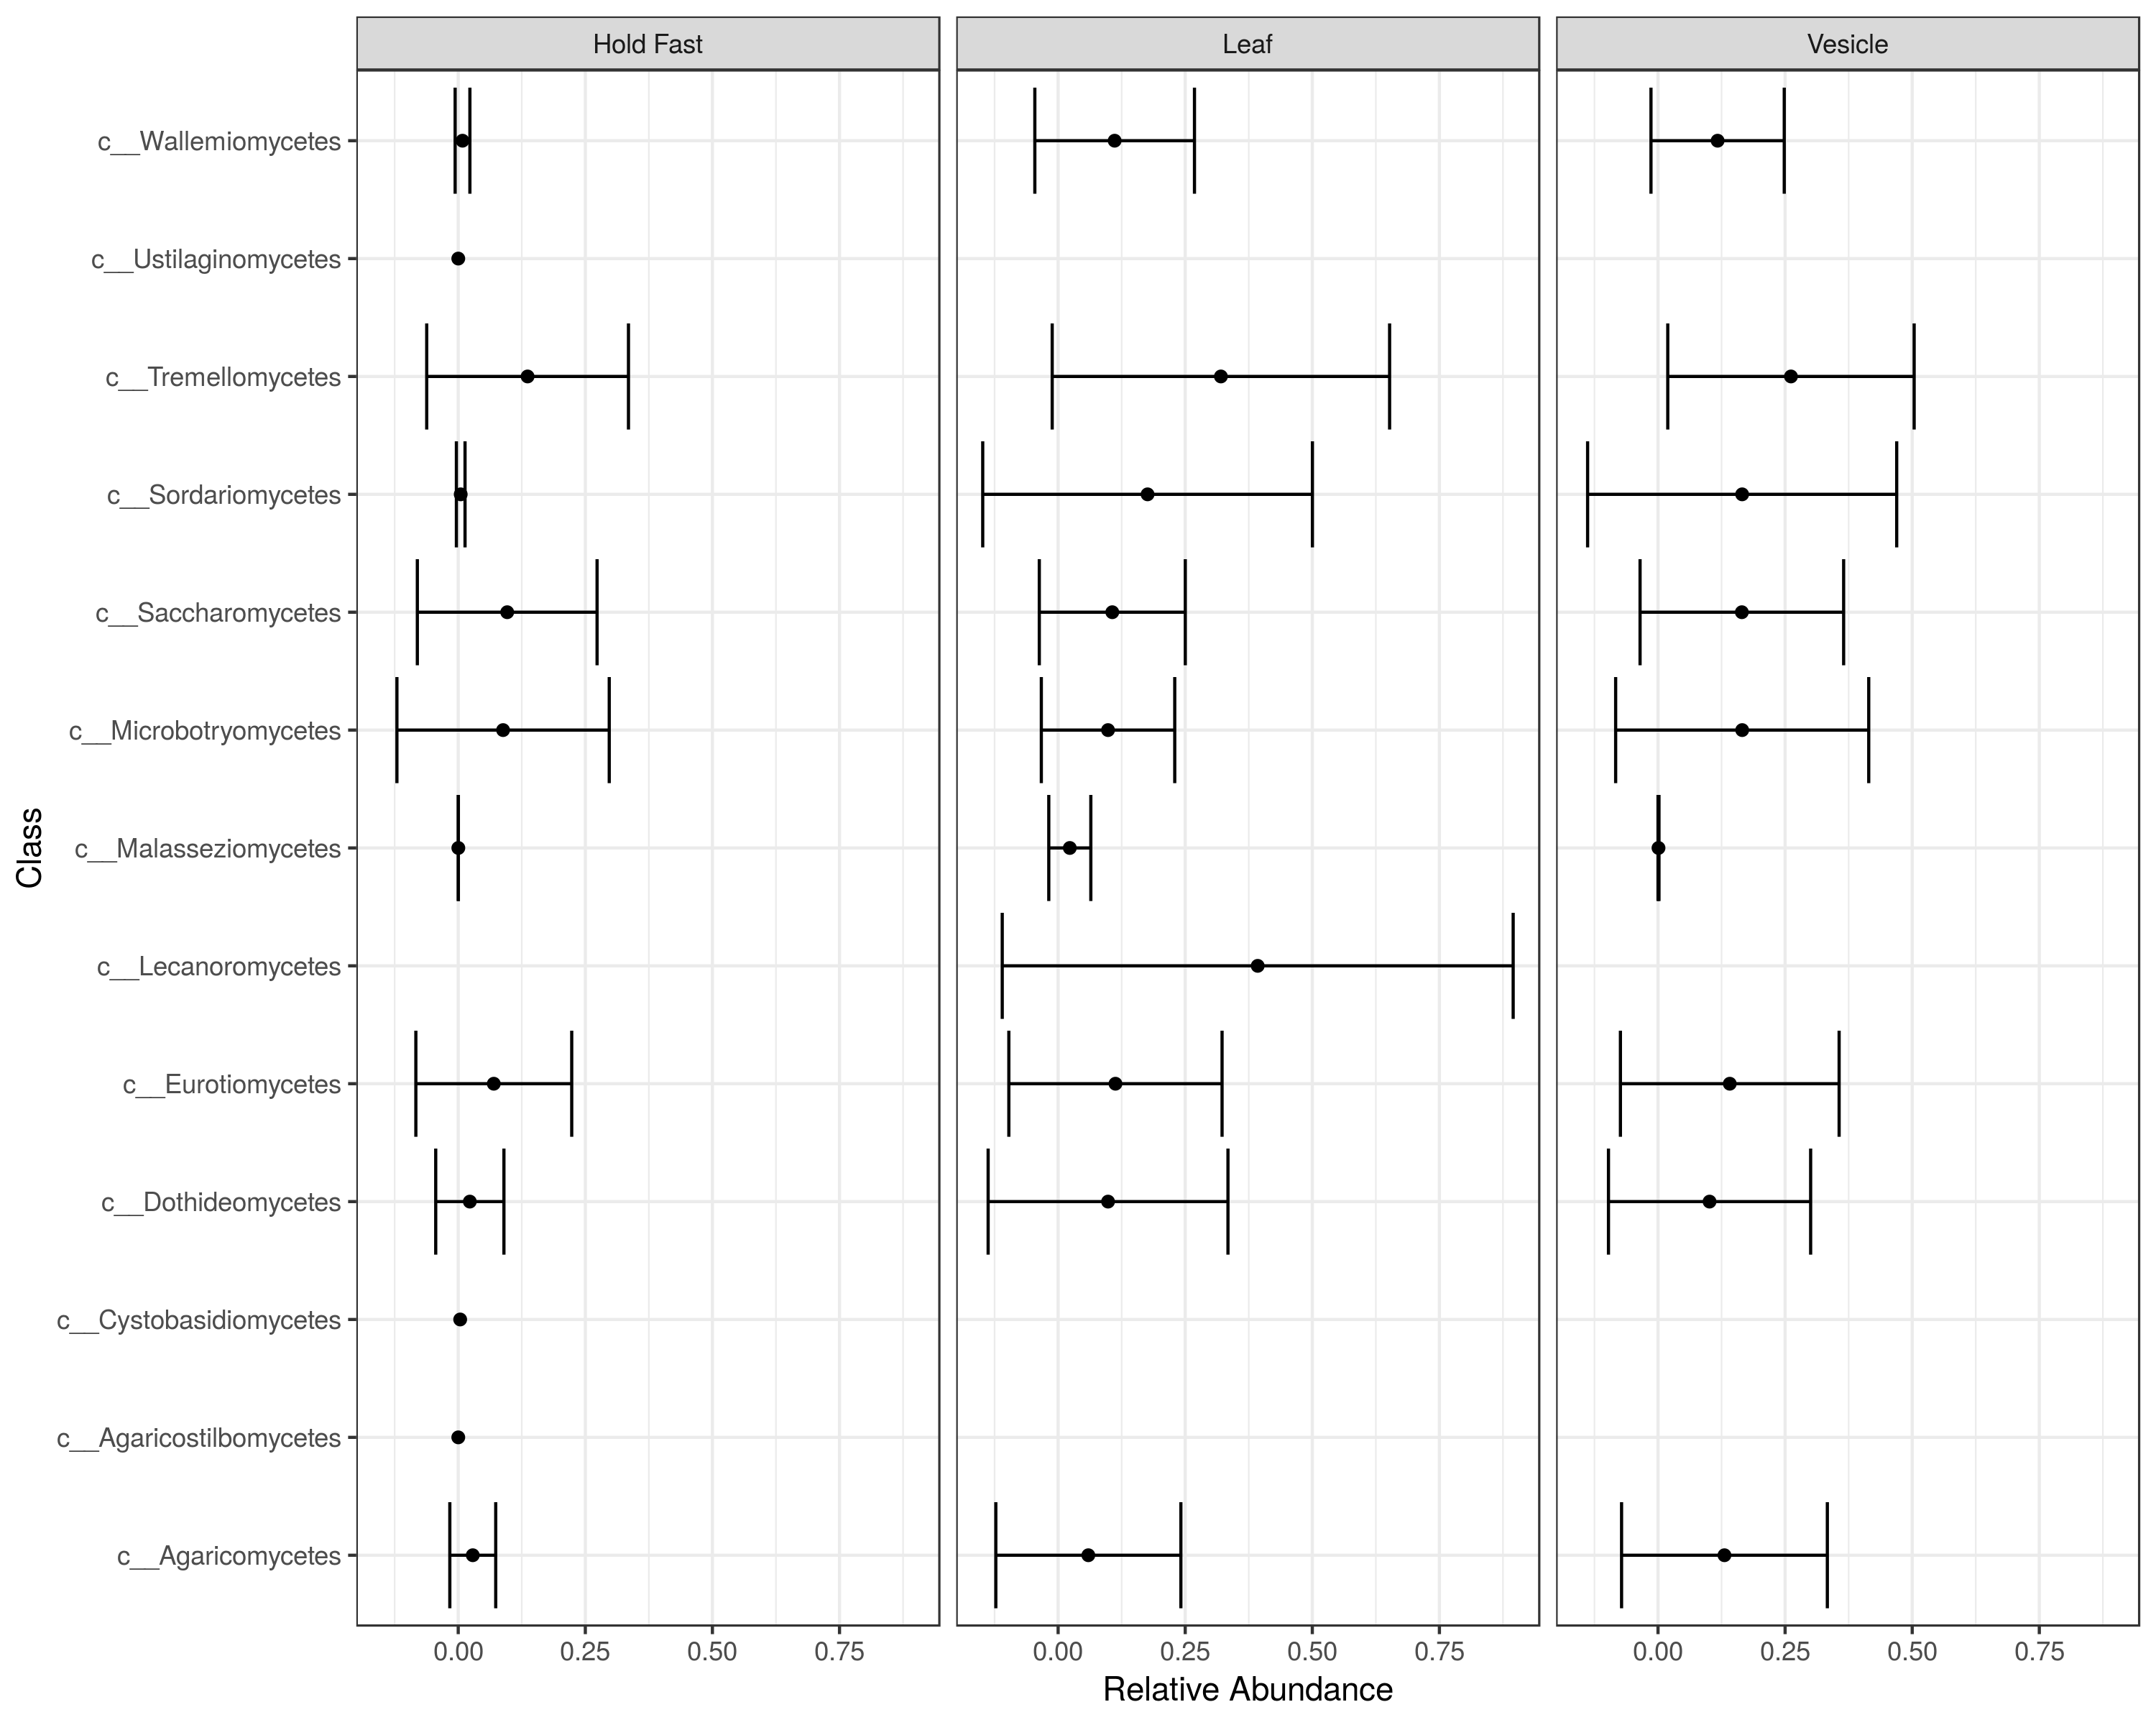 Hold Fast Leaf Vesicle
c__Wallemiomycetes
c__Ustilaginomycetes
c__Tremellomycetes
c__Sordariomycetes
c__Saccharomycetes
c__Microbotryomycetes
c__Malasseziomycetes
c__Lecanoromycetes
c__Eurotiomycetes
c__Dothideomycetes
c__Cystobasidiomycetes
c__Agaricostilbomycetes
c__Agaricomycetes
Class
0.00 0.25 0.50 0.75 0.00 0.25 0.50 0.75 0.00 0.25 0.50 0.75
Relative Abundance